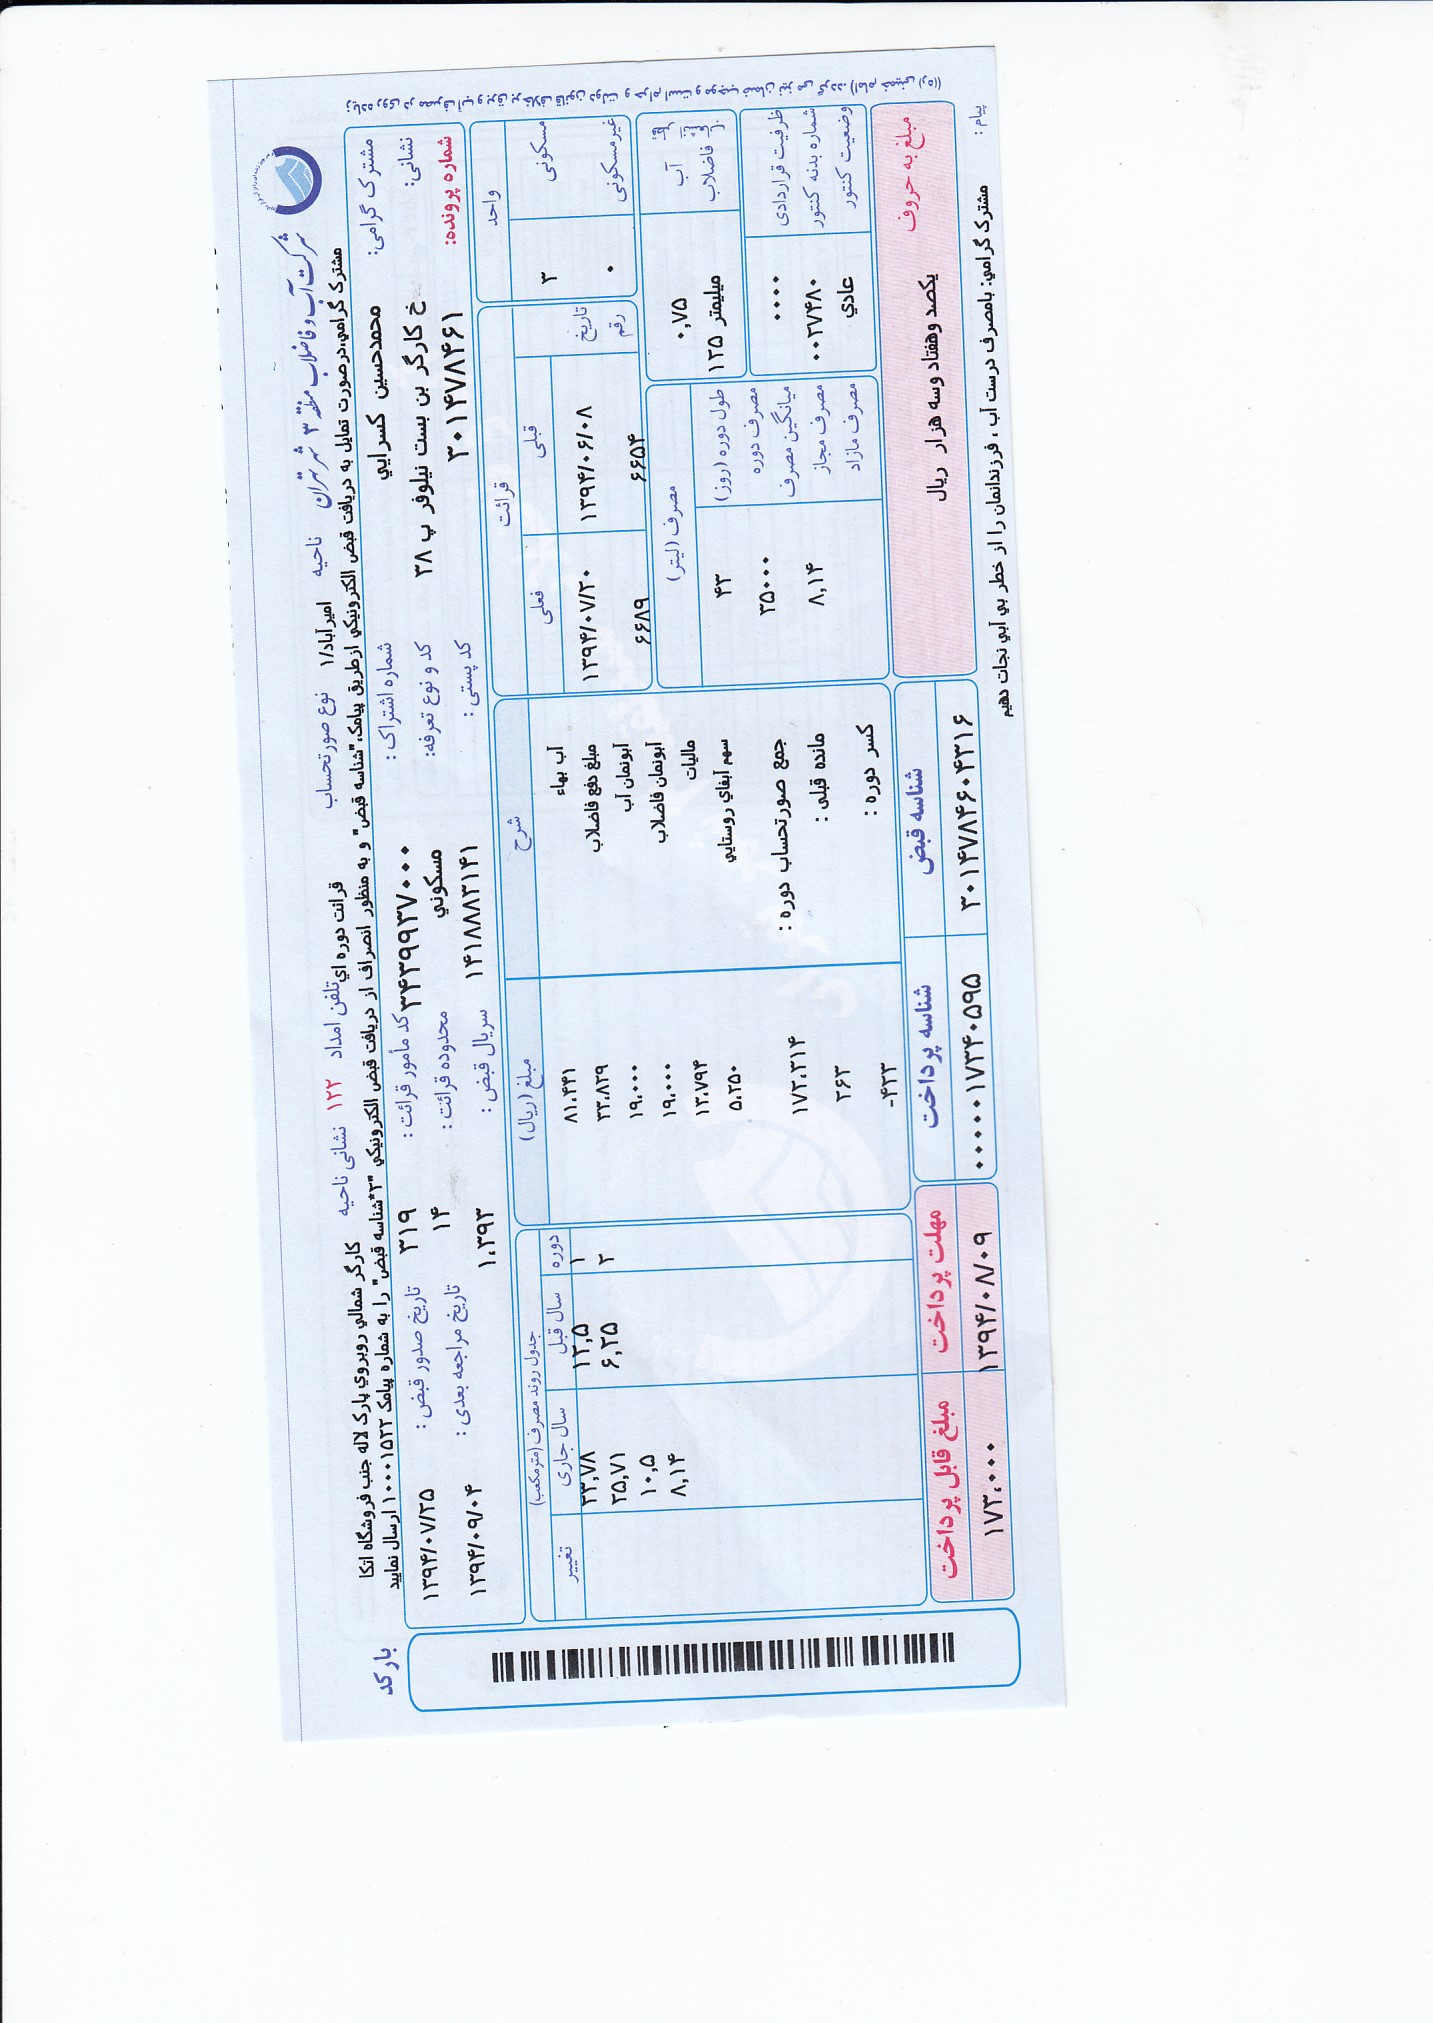 شرکت آب و فاضلاب منطقه ۳ شهر تهران ناحیه امیرآباد/۱ نوع صورتحساب قرائت دوره اي تلفن امداد ۱۲۲ نشانی ناحیه کارگر شمالي روبروي پارک لاله جنب فروشگاه اتکا
مشترک گرامي،درصورت تمایل به دریافت قبض الکترونیکي ازطریق پیامک،"شناسه قبض" و به منظور انصراف از دریافت قبض الکترونیکي "۲*شناسه قبض" را به شماره پیامک ۱۰۰۰۱۵۲۲ ارسال نمایید
بارکد
مشترک گرامی: محمدحسین کسرایي
شماره اشتراک : ۳۴۳۹۹۳۷۰۰۰
کد مأمور قرائت : ۳۱۹
تاریخ صدور قبض : ۱۳۹۴/۰۷/۲۵
نشانی: خ کارگر بن بست نیلوفر پ ۳۸
کد و نوع تعرفه: مسکوني
محدوده قرائت : ۱۴
تاریخ مراجعه بعدی : ۱۳۹۴/۰۹/۰۴
شماره پرونده: ۳۰۱۴۷۸۴۶۱
کد پستی : ۱۴۱۸۸۸۳۱۴۱
سریال قبض : ۱،۳۹۳
واحد
مسکونی ۳
غیرمسکونی ۰
قرائت
قبلی فعلی
تاریخ ۱۳۹۴/۰۶/۰۸ ۱۳۹۴/۰۷/۲۰
رقم ۶۶۵۴ ۶۶۸۹
قطر انشعاب
آب ۰,۷۵
فاضلاب ۱۲۵ میلیمتر
مصرف (لیتر)
طول دوره (روز) ۴۳
مصرف دوره ۳۵۰۰۰
میانگین مصرف
مصرف مجاز ۸,۱۴
مصرف مازاد
ظرفیت قراردادی ۰۰۰۰
شماره بدنه کنتور ۰۰۲۷۴۸۰
وضعیت کنتور عادي
شرح مبلغ (ریال)
آب بهاء ۸۱،۴۴۱
مبلغ دفع فاضلاب ۳۳،۸۲۹
آبونمان آب ۱۹،۰۰۰
آبونمان فاضلاب ۱۹،۰۰۰
مالیات ۱۳،۷۹۴
سهم آبفاي روستايي ۵،۲۵۰
جمع صورتحساب دوره : ۱۷۲،۳۱۴
مانده قبلی : ۲۶۳
کسر دوره : ۴۲۳-
جدول روند مصرف (مترمکعب)
دوره سال قبل سال جاری تغییر
۱ ۱۲,۵ ۲۳,۷۸
۲ ۶,۲۵ ۲۵,۷۱
۱۰,۵
۸,۱۴
مبلغ به حروف
یکصد وهفتاد وسه هزار ریال
شناسه قبض شناسه پرداخت
۳۰۱۴۷۸۴۶۰۴۳۱۶ ۰۰۰۰۰۱۷۳۴۰۵۹۵
مهلت پرداخت مبلغ قابل پرداخت
۱۳۹۴/۰۸/۰۹ ۱۷۳،۰۰۰
پیام : مشترک گرامي: بامصرف درست آب ، فرزندانمان را از خطر بي آبي نجات دهیم
زیاده روی در مصرف آب و برق برخلاف قانون دولت و حرام است و موجب ضمان نیز می گردد. (امام خمینی (ره))